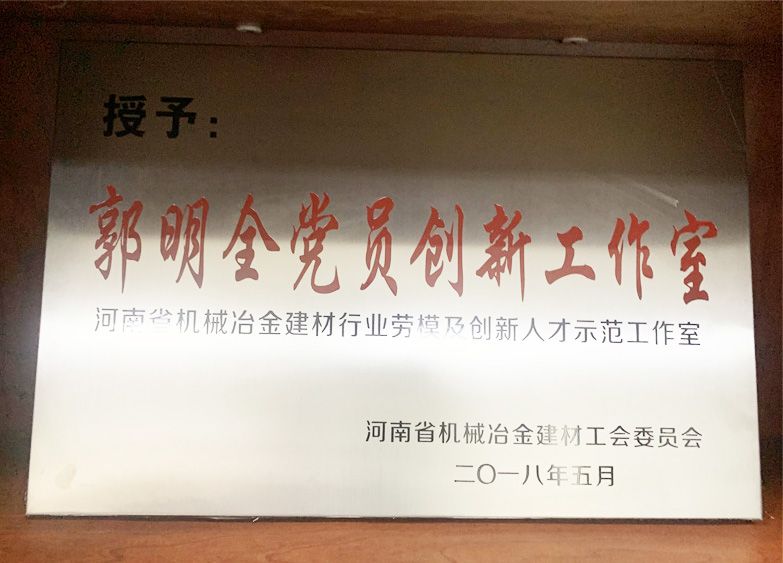 授予：
郭明全党员创新工作室
河南省机械冶金建材行业劳模及创新人才示范工作室
河南省机械冶金建材工会委员会
二〇一八年五月